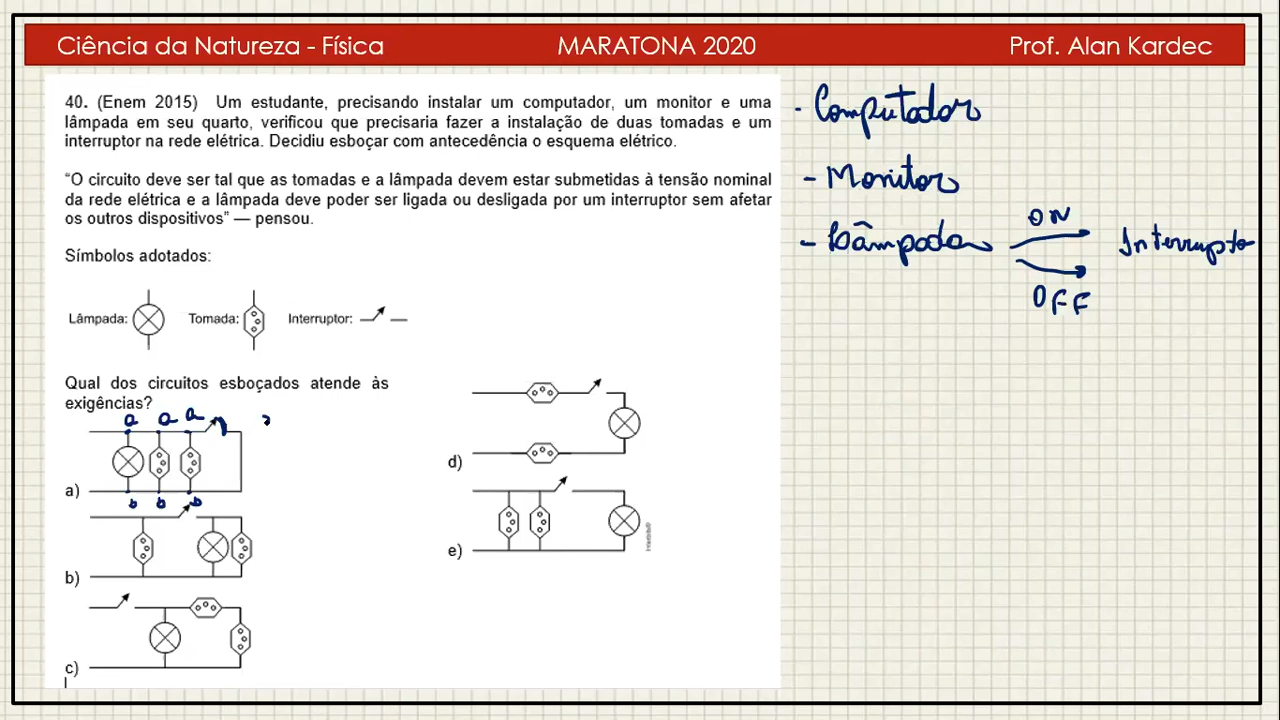 Ciência da Natureza - Física
MARATONA 2020
Prof. Alan Kardec
40. (Enem 2015) Um estudante, precisando instalar um computador, um monitor e uma
lâmpada em seu quarto, verificou que precisaria fazer a instalação de duas tomadas e um
interruptor na rede elétrica. Decidiu esboçar com antecedência o esquema elétrico.
“O circuito deve ser tal que as tomadas e a lâmpada devem estar submetidas à tensão nominal
da rede elétrica e a lâmpada deve poder ser ligada ou desligada por um interruptor sem afetar
os outros dispositivos” — pensou.
Símbolos adotados:
Lâmpada:
Tomada:
Interruptor:
Qual dos circuitos esboçados atende às
exigências?
a a a
a)
b b b
b)
c)
d)
e)
- Computador
- Monitor
- Lâmpada
ON
OFF
Interrupto